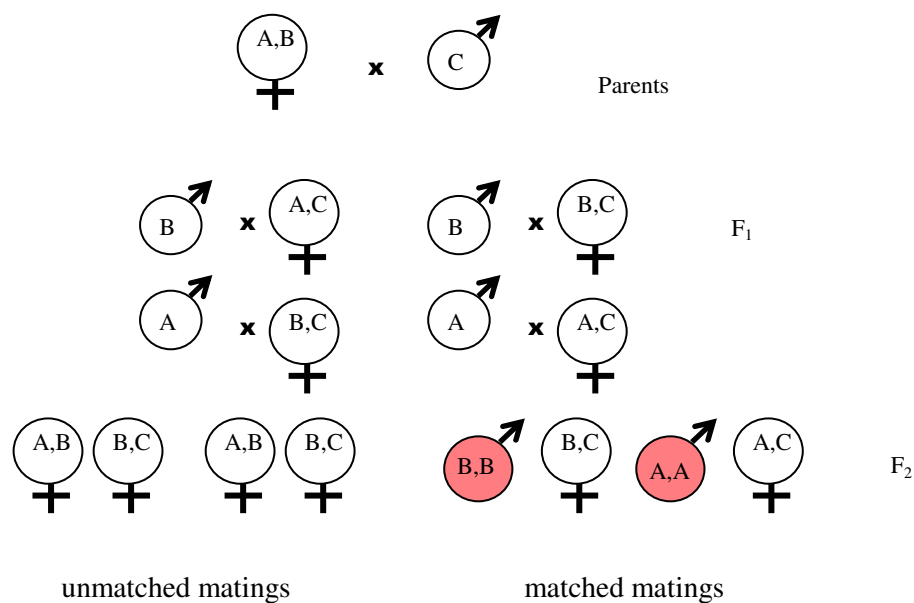 A,B x C Parents
B x A,C B x B,C F1
A x B,C A x A,C
A,B B,C A,B B,C B,B B,C A,A A,C F2
unmatched matings matched matings